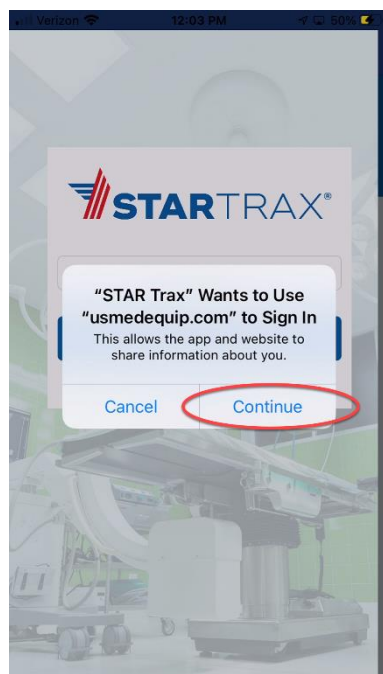 Verizon 12:03 PM 50%
STARTRAX®
"STAR Trax" Wants to Use
"usmedequip.com" to Sign In
This allows the app and website to
share information about you.
Cancel Continue